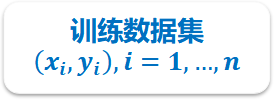 训练数据集
(xᵢ, yᵢ), i = 1, …, n